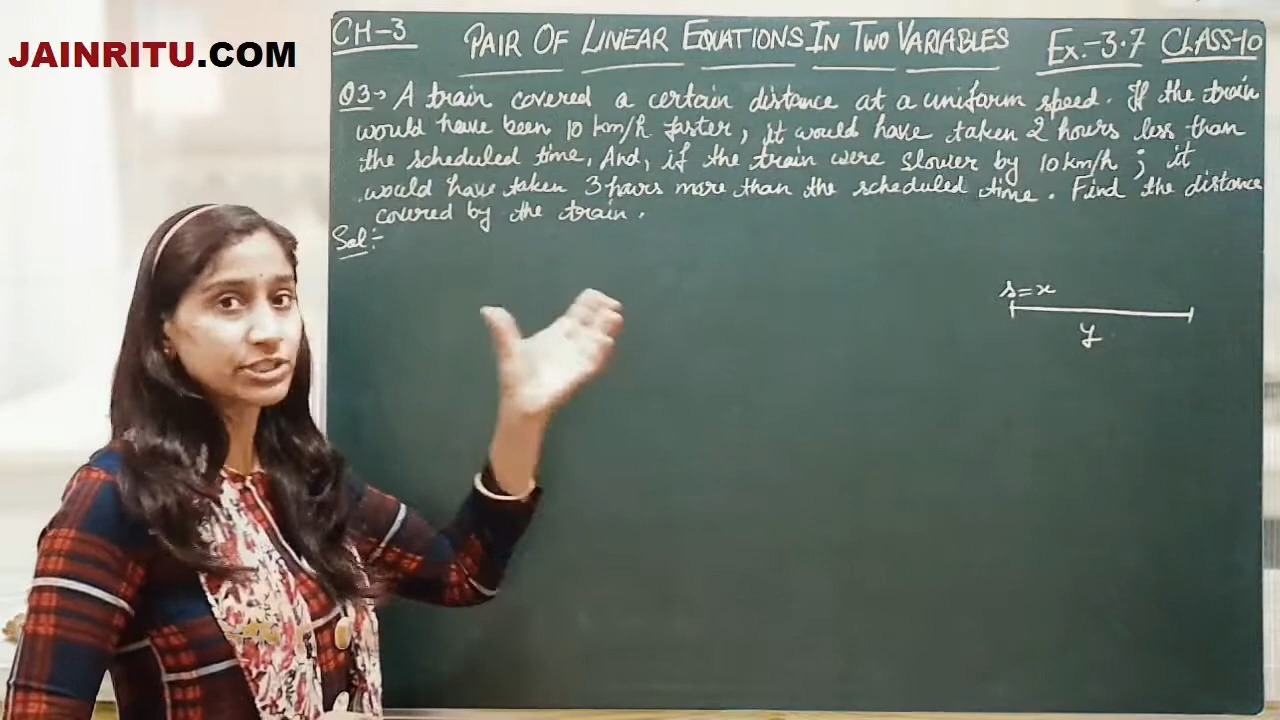 JAINRITU.COM
CH-3 PAIR OF LINEAR EQUATIONS IN TWO VARIABLES Ex.-3.7 CLASS-10
Q3→ A train covered a certain distance at a uniform speed. If the train
would have been 10 km/h faster, it would have taken 2 hours less than
the scheduled time, And, if the train were slower by 10 km/h ; it
would have taken 3 hours more than the scheduled time. Find the distance
covered by the train.
Sol:-
s=x
y